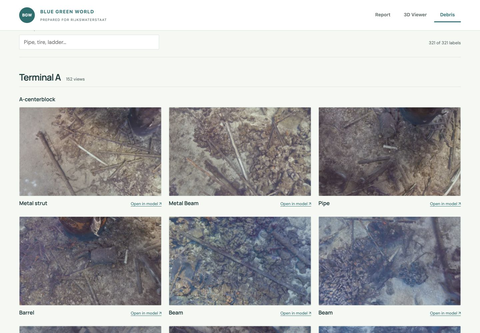 BGW
BLUE GREEN WORLD
PREPARED FOR RIJKSWATERSTAAT
Report
3D Viewer
Debris
Pipe, tire, ladder...
321 of 321 labels
Terminal A
152 views
A-centerblock
Metal strut
Open in model ↗
Metal Beam
Open in model ↗
Pipe
Open in model ↗
Barrel
Open in model ↗
Beam
Open in model ↗
Beam
Open in model ↗